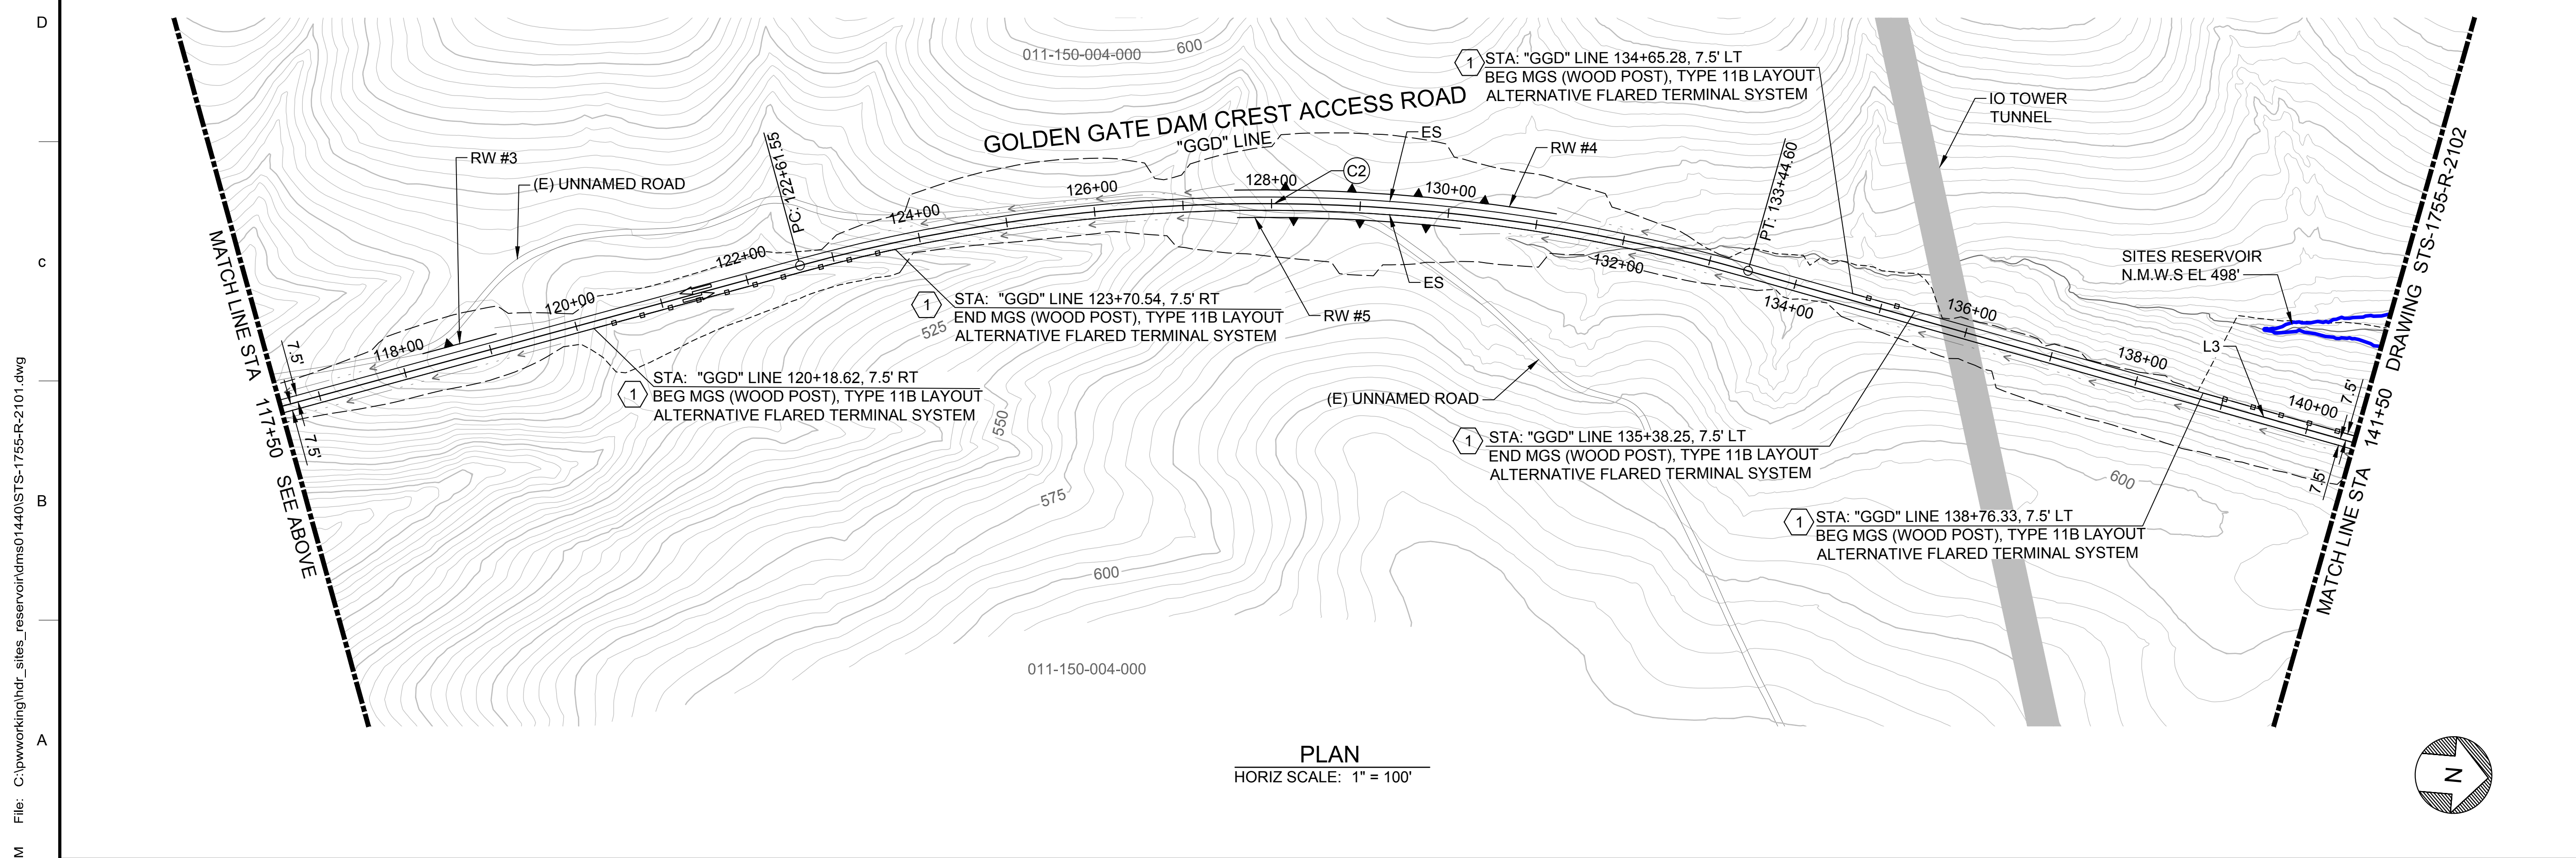 D
C
B
A
M    File:   C:\pwworking\hdr_sites_reservoir\dms01440\STS-1755-R-2101.dwg
MATCH LINE STA 117+50   SEE ABOVE
7.5'
7.5'
RW #3
(E) UNNAMED ROAD
118+00
120+00
122+00
124+00
126+00
128+00
130+00
132+00
134+00
136+00
138+00
140+00
PC: 122+61.55
011-150-004-000
600
GOLDEN GATE DAM CREST ACCESS ROAD
"GGD" LINE
C2
ES
RW #4
ES
RW #5
1
STA: "GGD" LINE 134+65.28, 7.5' LT
BEG MGS (WOOD POST), TYPE 11B LAYOUT
ALTERNATIVE FLARED TERMINAL SYSTEM
PT: 133+44.60
IO TOWER
TUNNEL
SITES RESERVOIR
N.M.W.S EL 498'
L3
7.5'
7.5'
MATCH LINE STA 141+50   DRAWING STS-1755-R-2102
1
STA:  "GGD" LINE 123+70.54, 7.5' RT
END MGS (WOOD POST), TYPE 11B LAYOUT
ALTERNATIVE FLARED TERMINAL SYSTEM
1
STA:  "GGD" LINE 120+18.62, 7.5' RT
BEG MGS (WOOD POST), TYPE 11B LAYOUT
ALTERNATIVE FLARED TERMINAL SYSTEM
525
550
575
600
(E) UNNAMED ROAD
1
STA: "GGD" LINE 135+38.25, 7.5' LT
END MGS (WOOD POST), TYPE 11B LAYOUT
ALTERNATIVE FLARED TERMINAL SYSTEM
600
1
STA: "GGD" LINE 138+76.33, 7.5' LT
BEG MGS (WOOD POST), TYPE 11B LAYOUT
ALTERNATIVE FLARED TERMINAL SYSTEM
011-150-004-000
PLAN
HORIZ SCALE:  1" = 100'
N